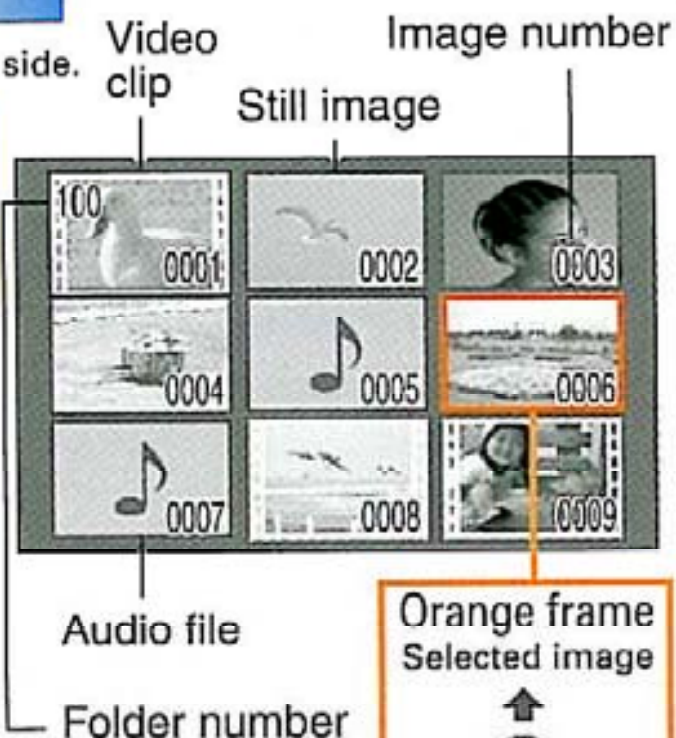 side.
Video
clip
Image number
Still image
100
0001
0002
0003
0004
0005
0006
0007
0008
0009
Audio file
Orange frame
Selected image
Folder number